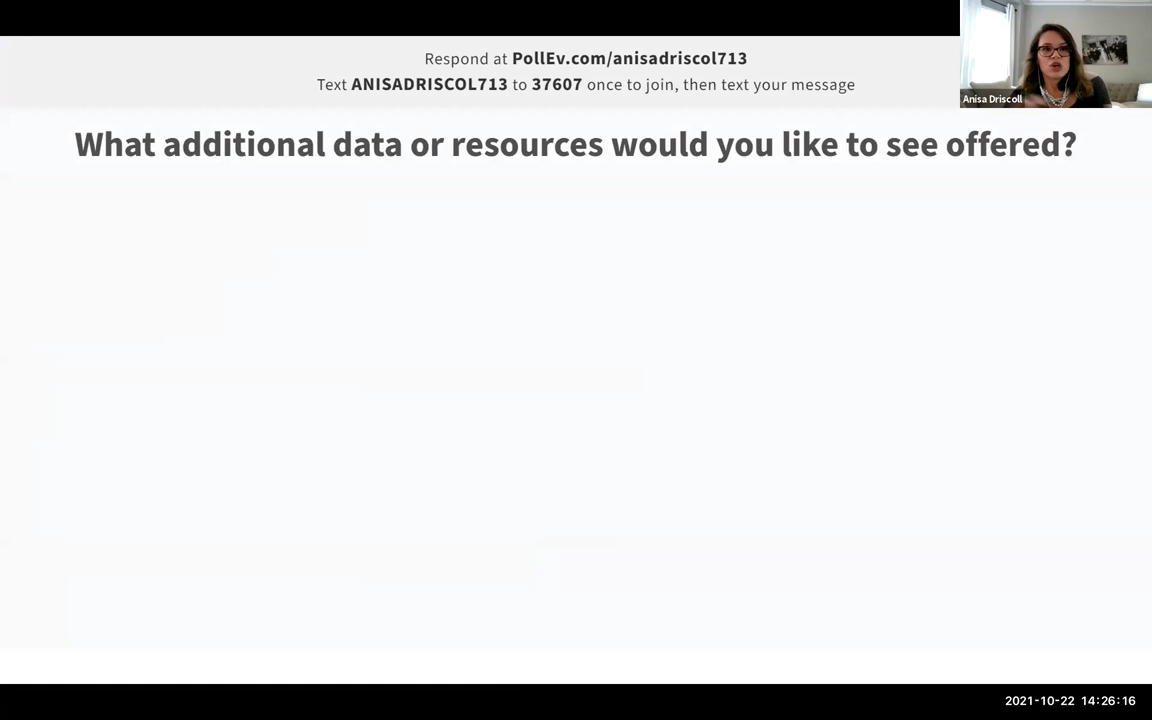 Respond at PollEv.com/anisadriscol713
Text ANISADRISCOL713 to 37607 once to join, then text your message
Anisa Driscoll
What additional data or resources would you like to see offered?
2021-10-22 14:26:16